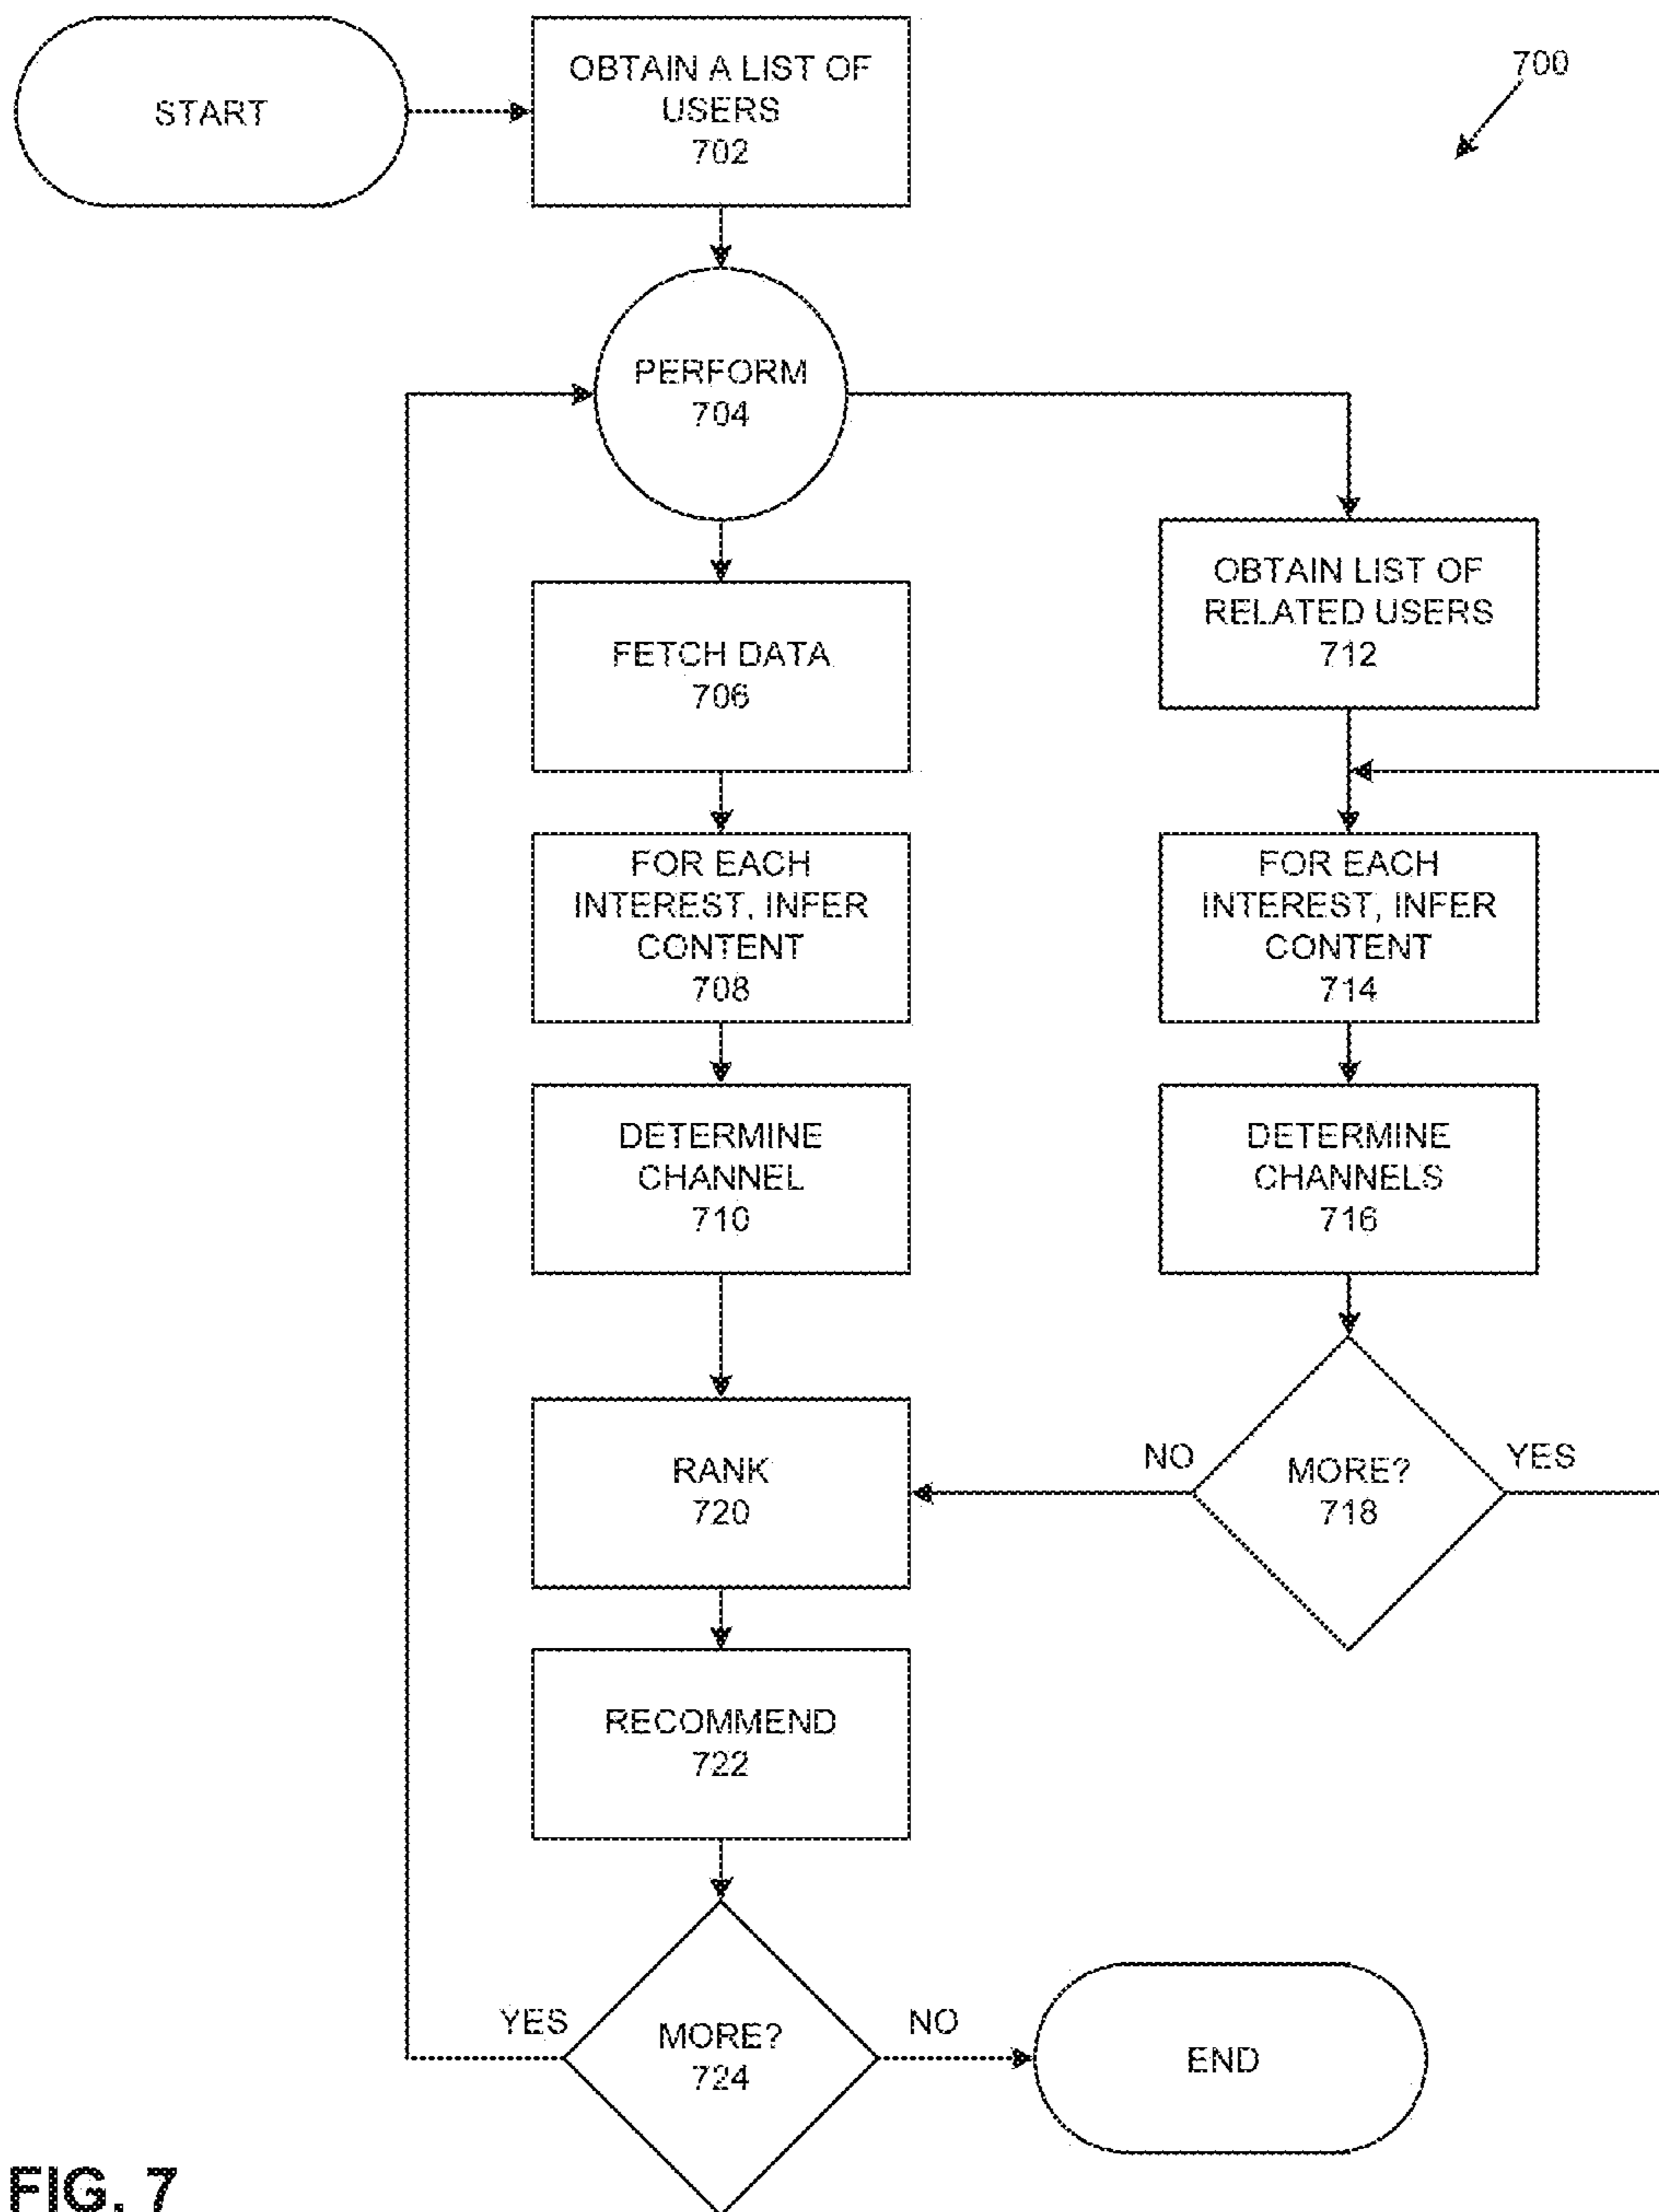 START
OBTAIN A LIST OF
USERS
702
700
PERFORM
704
FETCH DATA
706
FOR EACH
INTEREST, INFER
CONTENT
708
DETERMINE
CHANNEL
710
OBTAIN LIST OF
RELATED USERS
712
FOR EACH
INTEREST, INFER
CONTENT
714
DETERMINE
CHANNELS
716
MORE?
718
NO
YES
RANK
720
RECOMMEND
722
MORE?
724
YES
NO
END
FIG. 7